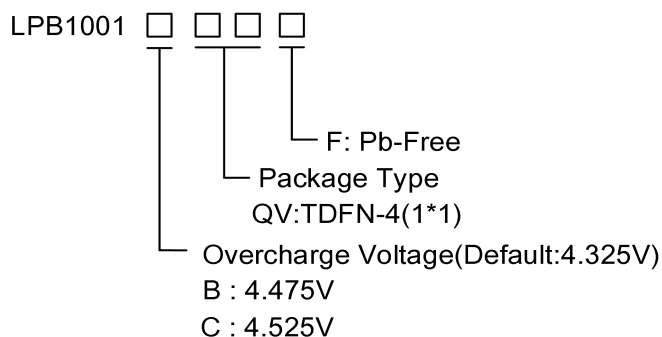 LPB1001 □ □ □ □
F: Pb-Free
Package Type
QV:TDFN-4(1*1)
Overcharge Voltage(Default:4.325V)
B : 4.475V
C : 4.525V